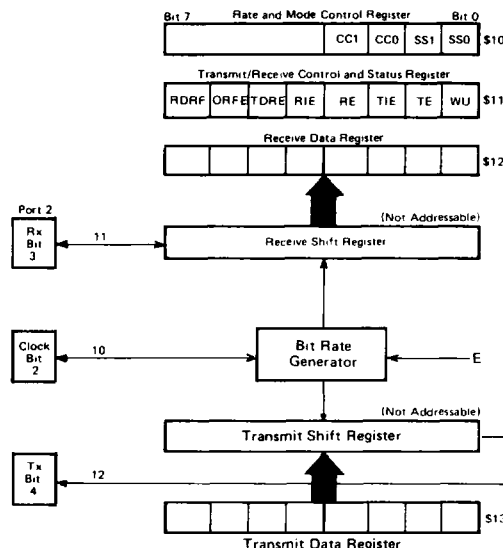 Bit 7 Rate and Mode Control Register Bit 0
CC1 CC0 SS1 SS0 $10
Transmit/Receive Control and Status Register
RDRF ORFE TDRE RIE RE TIE TE WU $11
Receive Data Register
$12
Port 2
(Not Addressable)
Rx
Bit
3
11
Receive Shift Register
Clock
Bit
2
10
Bit Rate
Generator
E
(Not Addressable)
Transmit Shift Register
Tx
Bit
4
12
$13
Transmit Data Register